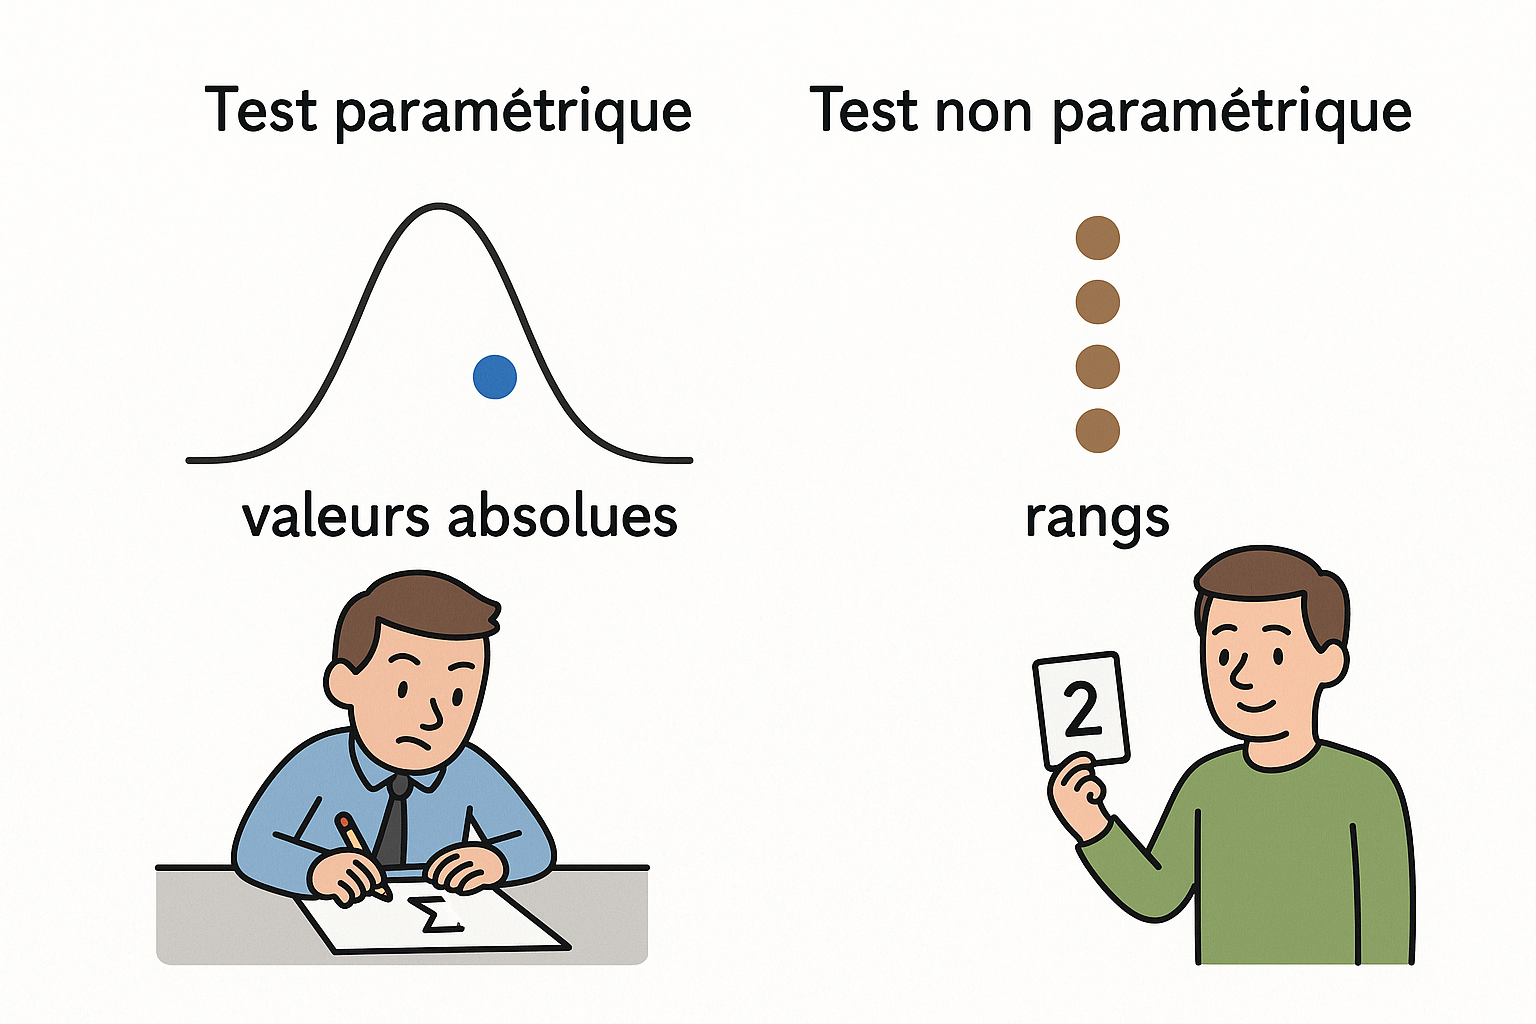 Test paramétrique
Test non paramétrique
valeurs absolues
rangs
2
Σ